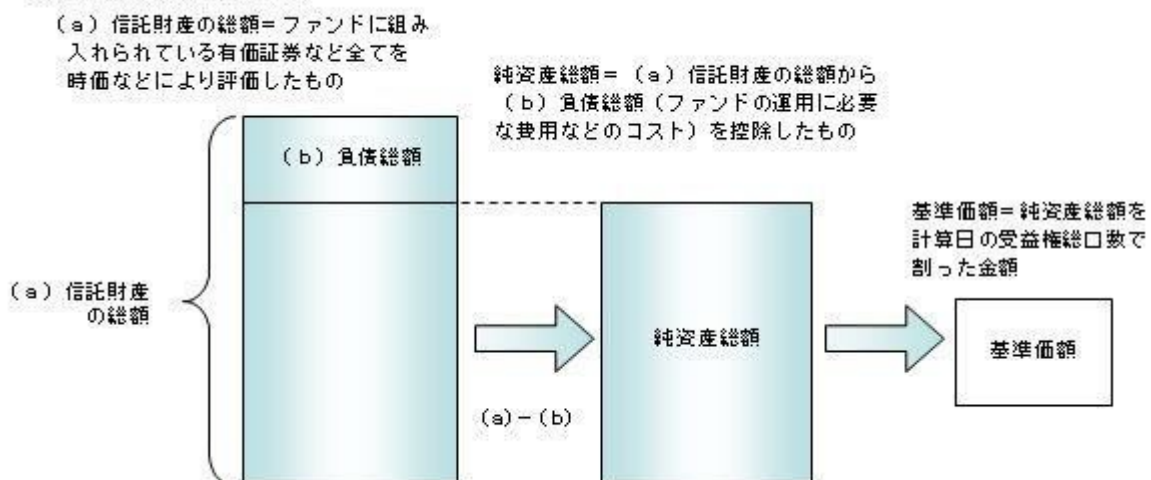 (a)信託財産の総額=ファンドに組み
入れられている有価証券など全てを
時価などにより評価したもの
純資産総額=(a)信託財産の総額から
(b)負債総額(ファンドの運用に必要
な費用などのコスト)を控除したもの
(b)負債総額
基準価額=純資産総額を
計算日の受益権総口数で
割った金額
(a)信託財産
の総額
純資産総額
基準価額
(a)-(b)